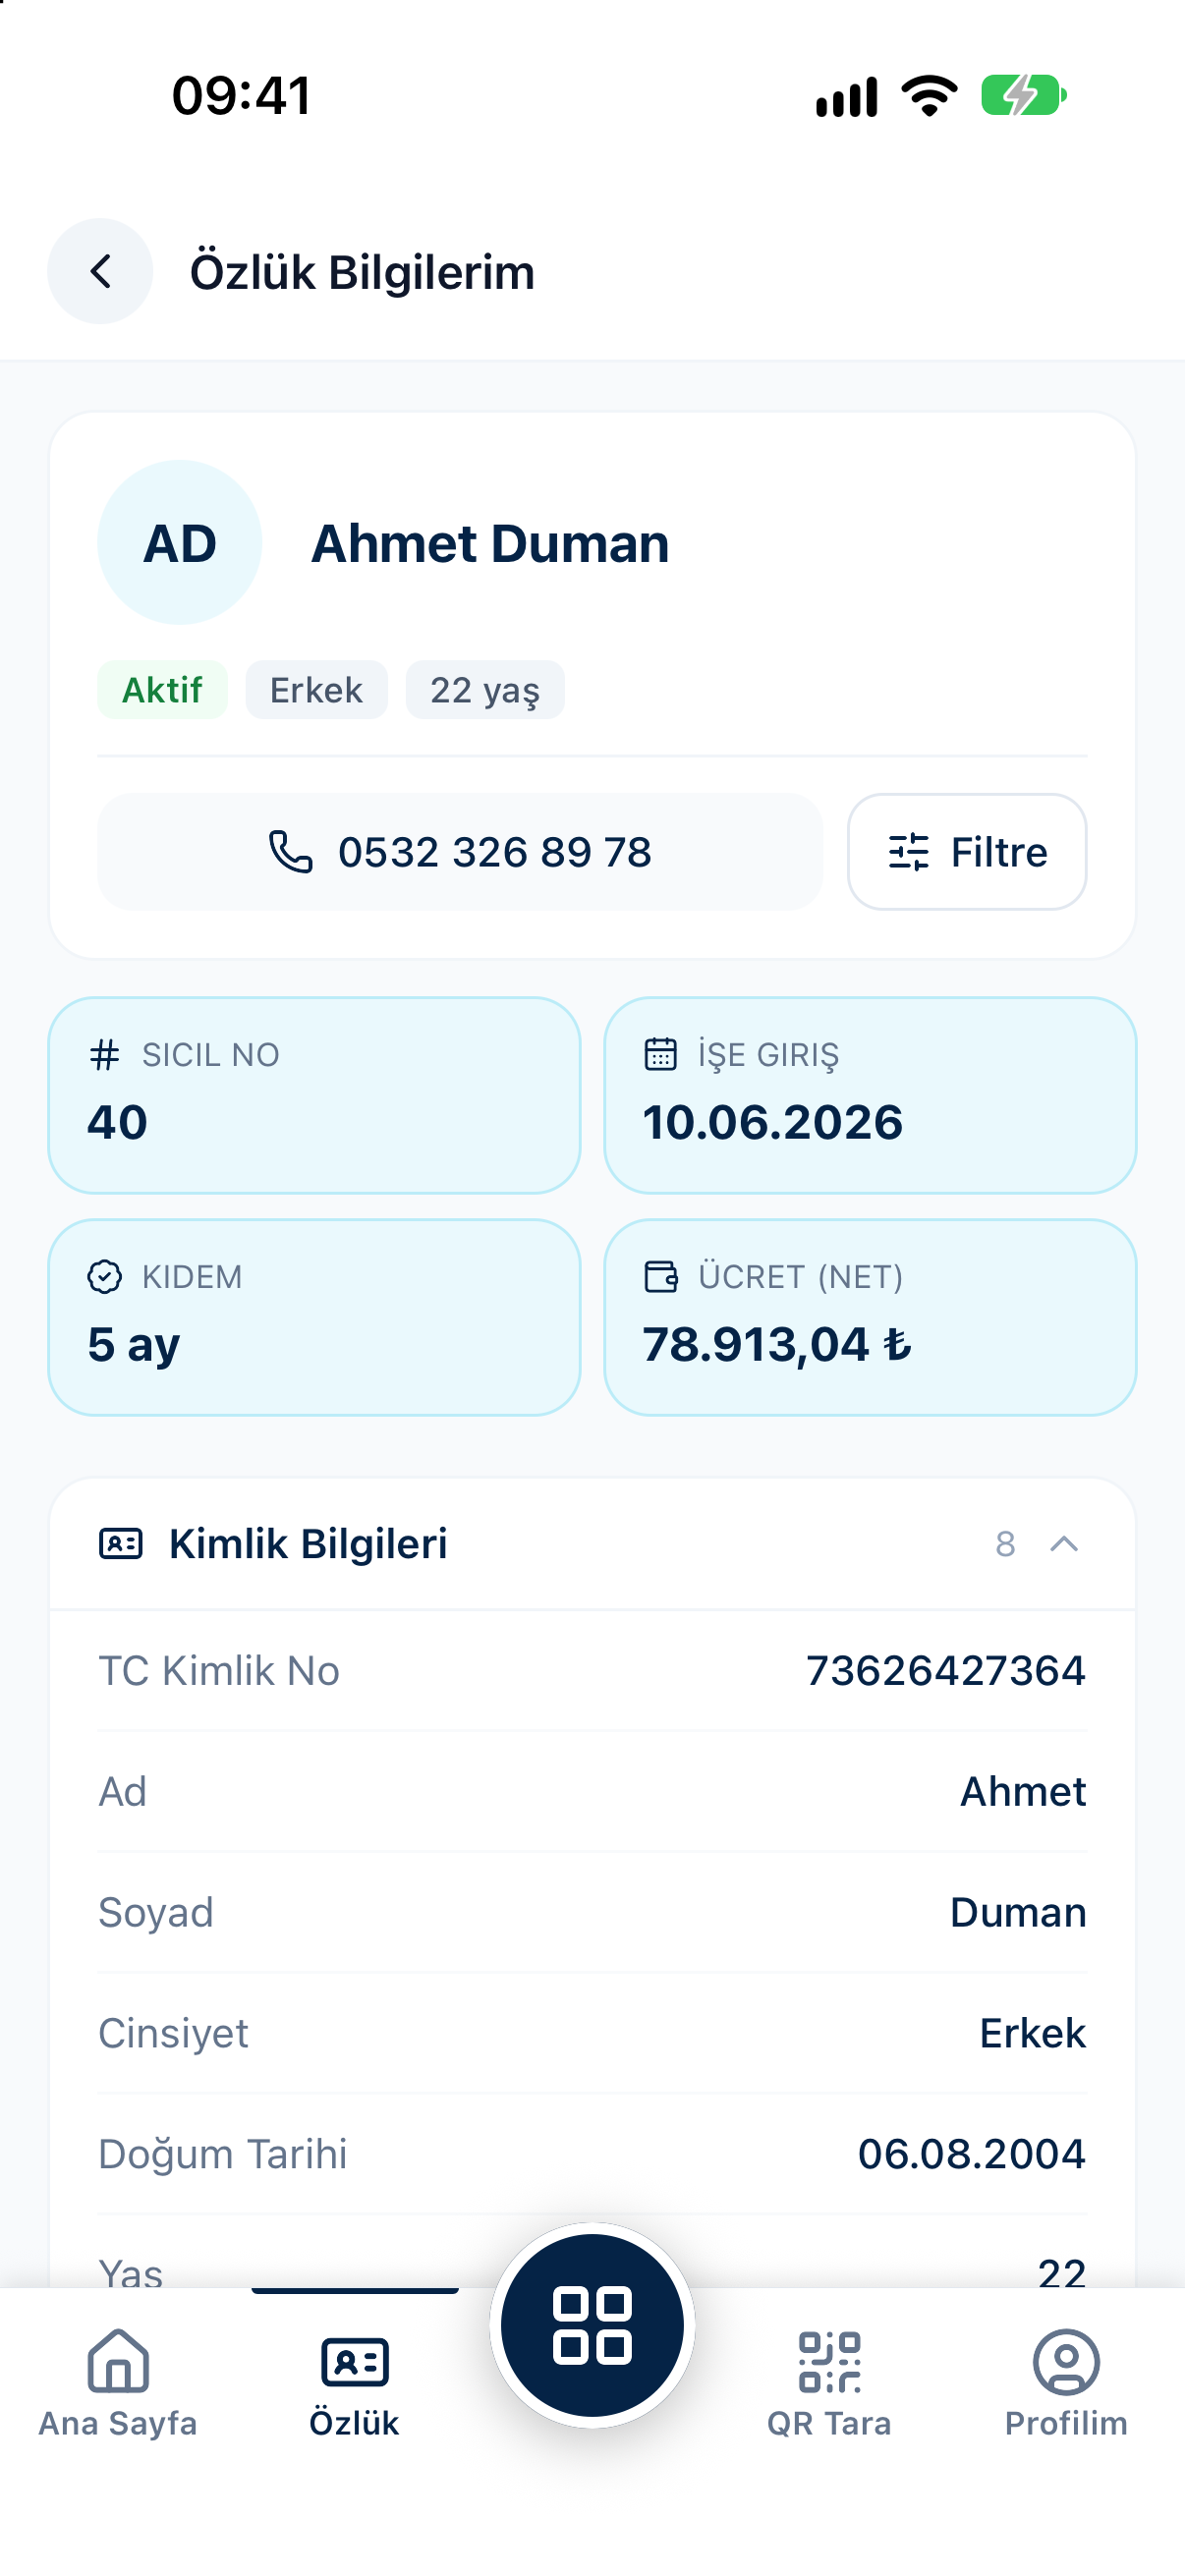 09:41
Özlük Bilgilerim
AD
Ahmet Duman
Aktif
Erkek
22 yaş
0532 326 89 78
Filtre
SICIL NO
40
İŞE GIRIŞ
10.06.2026
KIDEM
5 ay
ÜCRET (NET)
78.913,04 ₺
Kimlik Bilgileri
8
TC Kimlik No
73626427364
Ad
Ahmet
Soyad
Duman
Cinsiyet
Erkek
Doğum Tarihi
06.08.2004
Yaş
22
Ana Sayfa
Özlük
QR Tara
Profilim